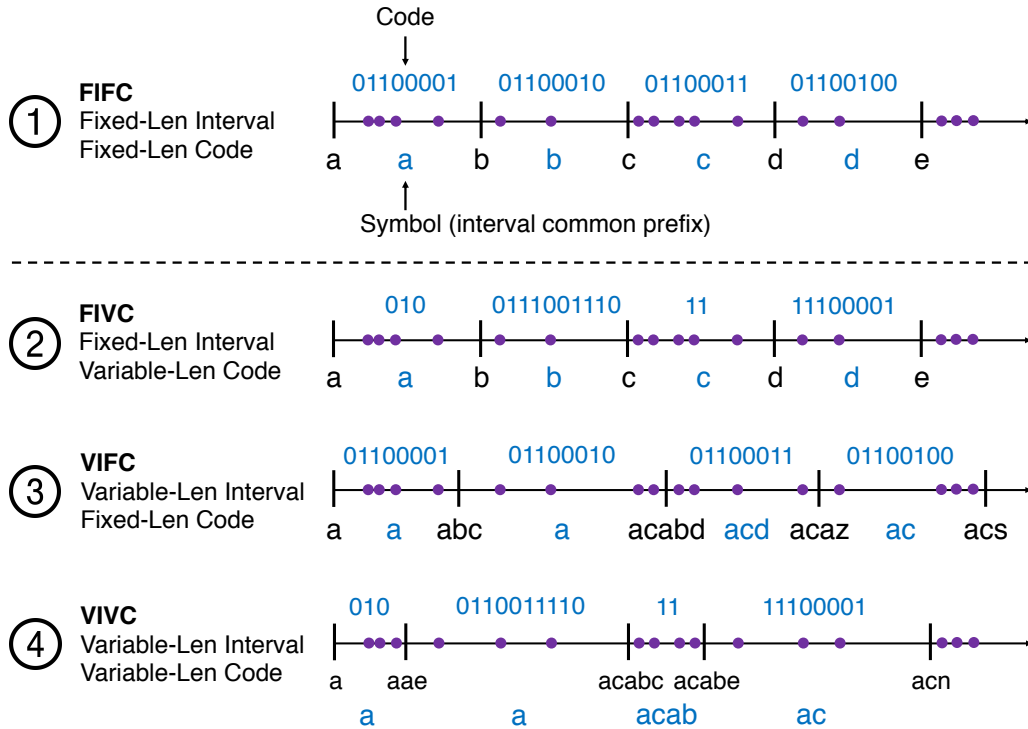 Code
01100001 01100010 01100011 01100100
1
FIFC
Fixed-Len Interval
Fixed-Len Code
a a b b c c d d e
Symbol (interval common prefix)
2
FIVC
Fixed-Len Interval
Variable-Len Code
010 0111001110 11 11100001
a a b b c c d d e
3
VIFC
Variable-Len Interval
Fixed-Len Code
01100001 01100010 01100011 01100100
a a abc a acabd acd acaz ac acs
4
VIVC
Variable-Len Interval
Variable-Len Code
010 0110011110 11 11100001
a aae acabc acabe acn
a a acab ac